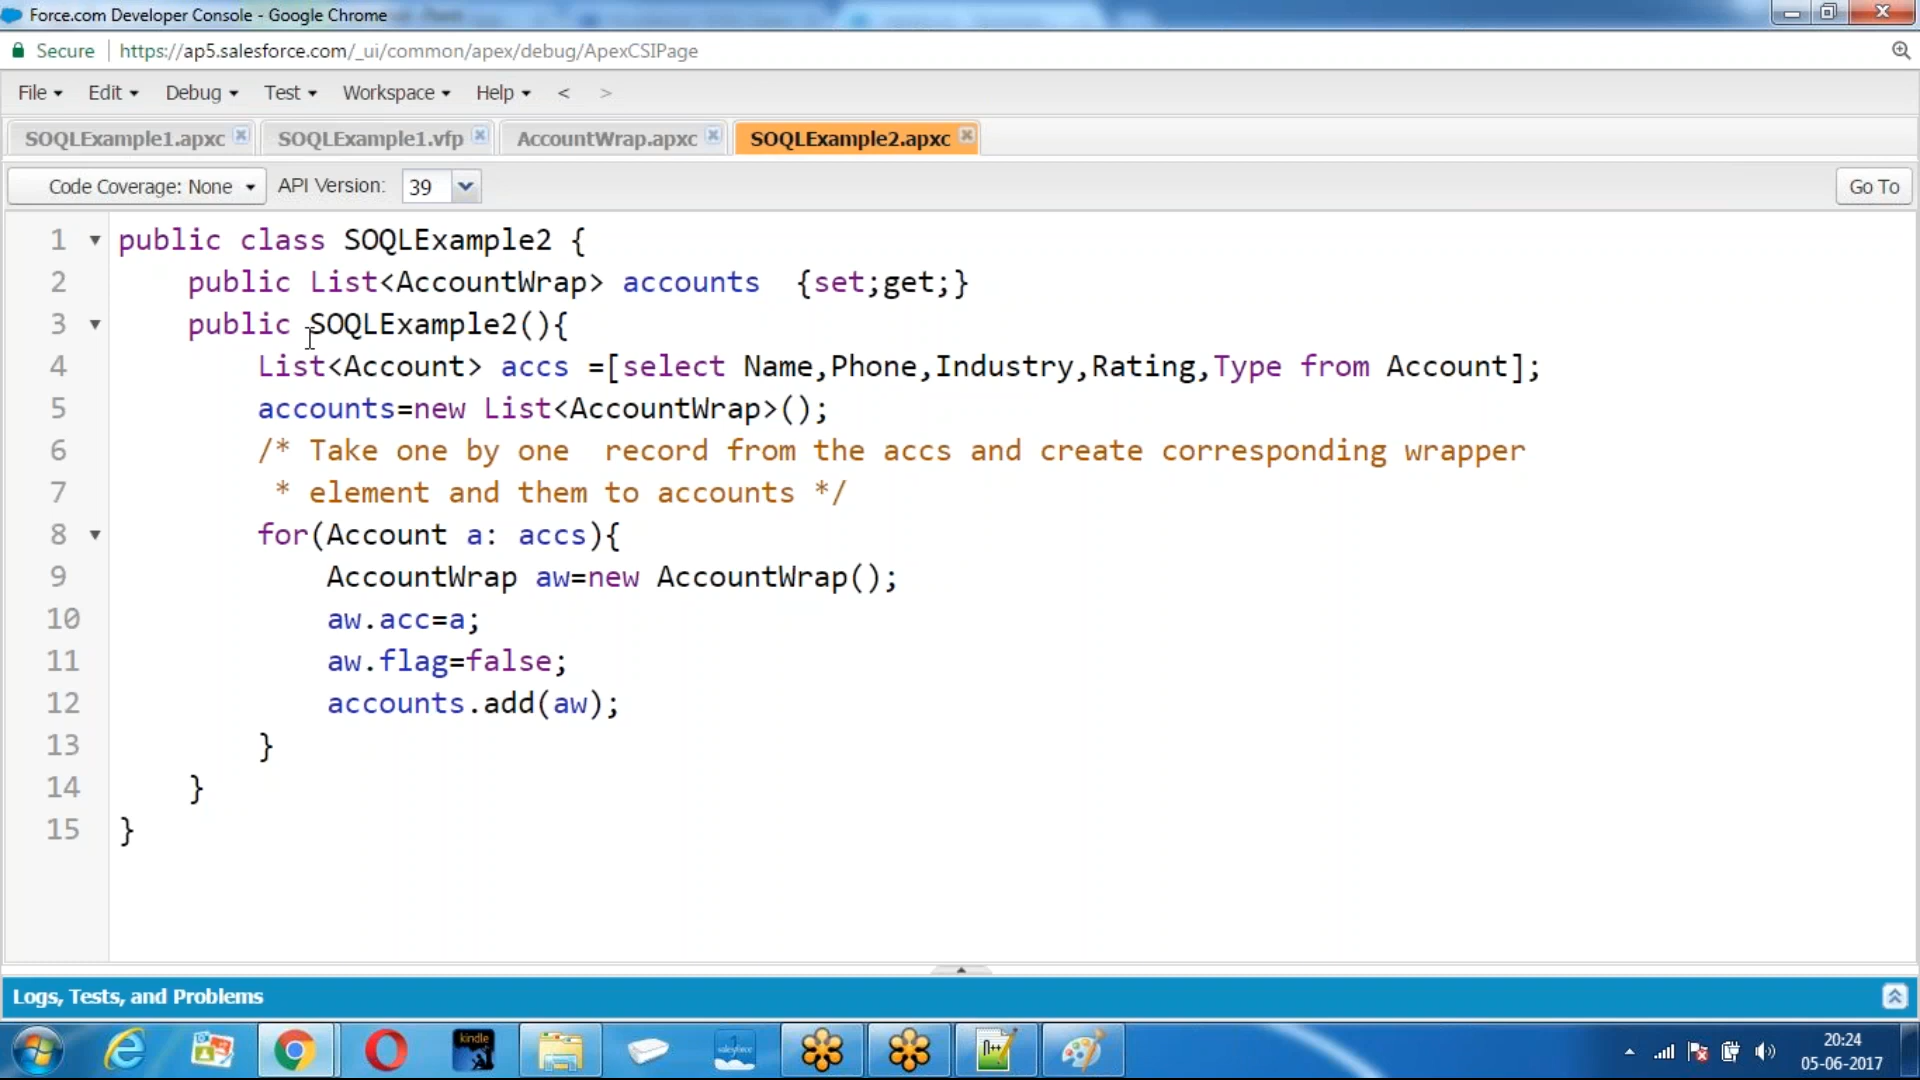 Force.com Developer Console - Google Chrome
Secure https://ap5.salesforce.com/_ui/common/apex/debug/ApexCSIPage
File Edit Debug Test Workspace Help < >
SOQLExample1.apxc SOQLExample1.vfp AccountWrap.apxc SOQLExample2.apxc
Code Coverage: None API Version: 39 Go To
1 public class SOQLExample2 {
2 public List<AccountWrap> accounts {set;get;}
3 public SOQLExample2(){
4 List<Account> accs =[select Name,Phone,Industry,Rating,Type from Account];
5 accounts=new List<AccountWrap>();
6 /* Take one by one record from the accs and create corresponding wrapper
7 * element and them to accounts */
8 for(Account a: accs){
9 AccountWrap aw=new AccountWrap();
10 aw.acc=a;
11 aw.flag=false;
12 accounts.add(aw);
13 }
14 }
15 }
Logs, Tests, and Problems
kindle
salesforce
20:24
05-06-2017